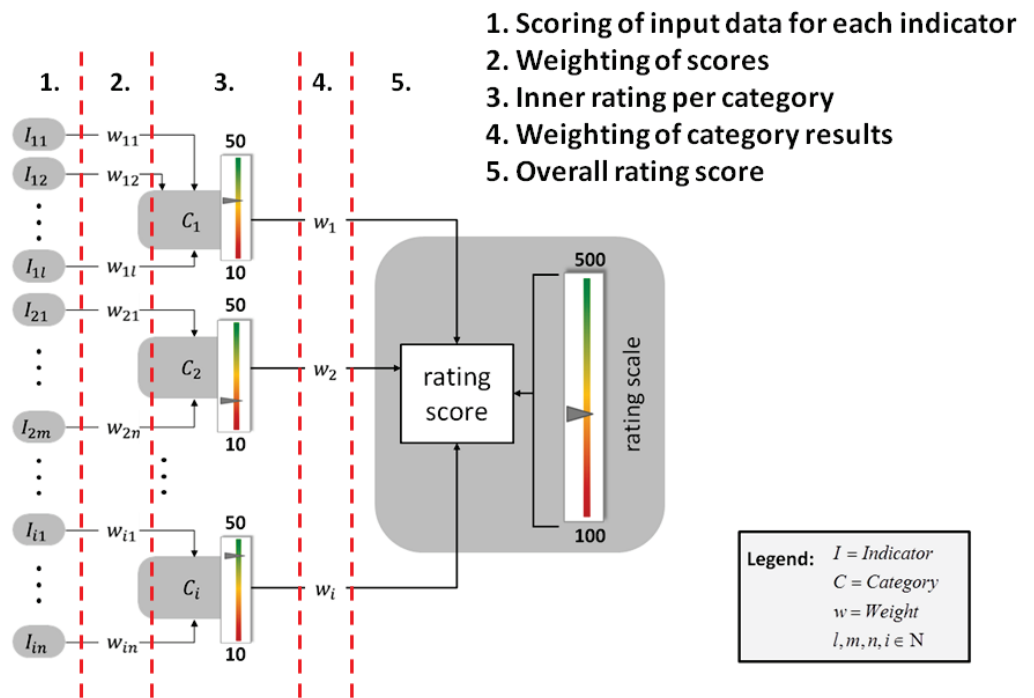 1. Scoring of input data for each indicator
2. Weighting of scores
3. Inner rating per category
4. Weighting of category results
5. Overall rating score
1. 2. 3. 4. 5.
I₁₁ w₁₁ 50
I₁₂ w₁₂
C₁ w₁
I₁ₗ w₁ₗ 10
I₂₁ w₂₁ 50
C₂ w₂
I₂ₘ w₂ₙ 10
Iᵢ₁ wᵢ₁ 50
Cᵢ wᵢ
Iᵢₙ wᵢₙ 10
rating
score
500
rating scale
100
Legend: I = Indicator
C = Category
w = Weight
l, m, n, i ∈ N